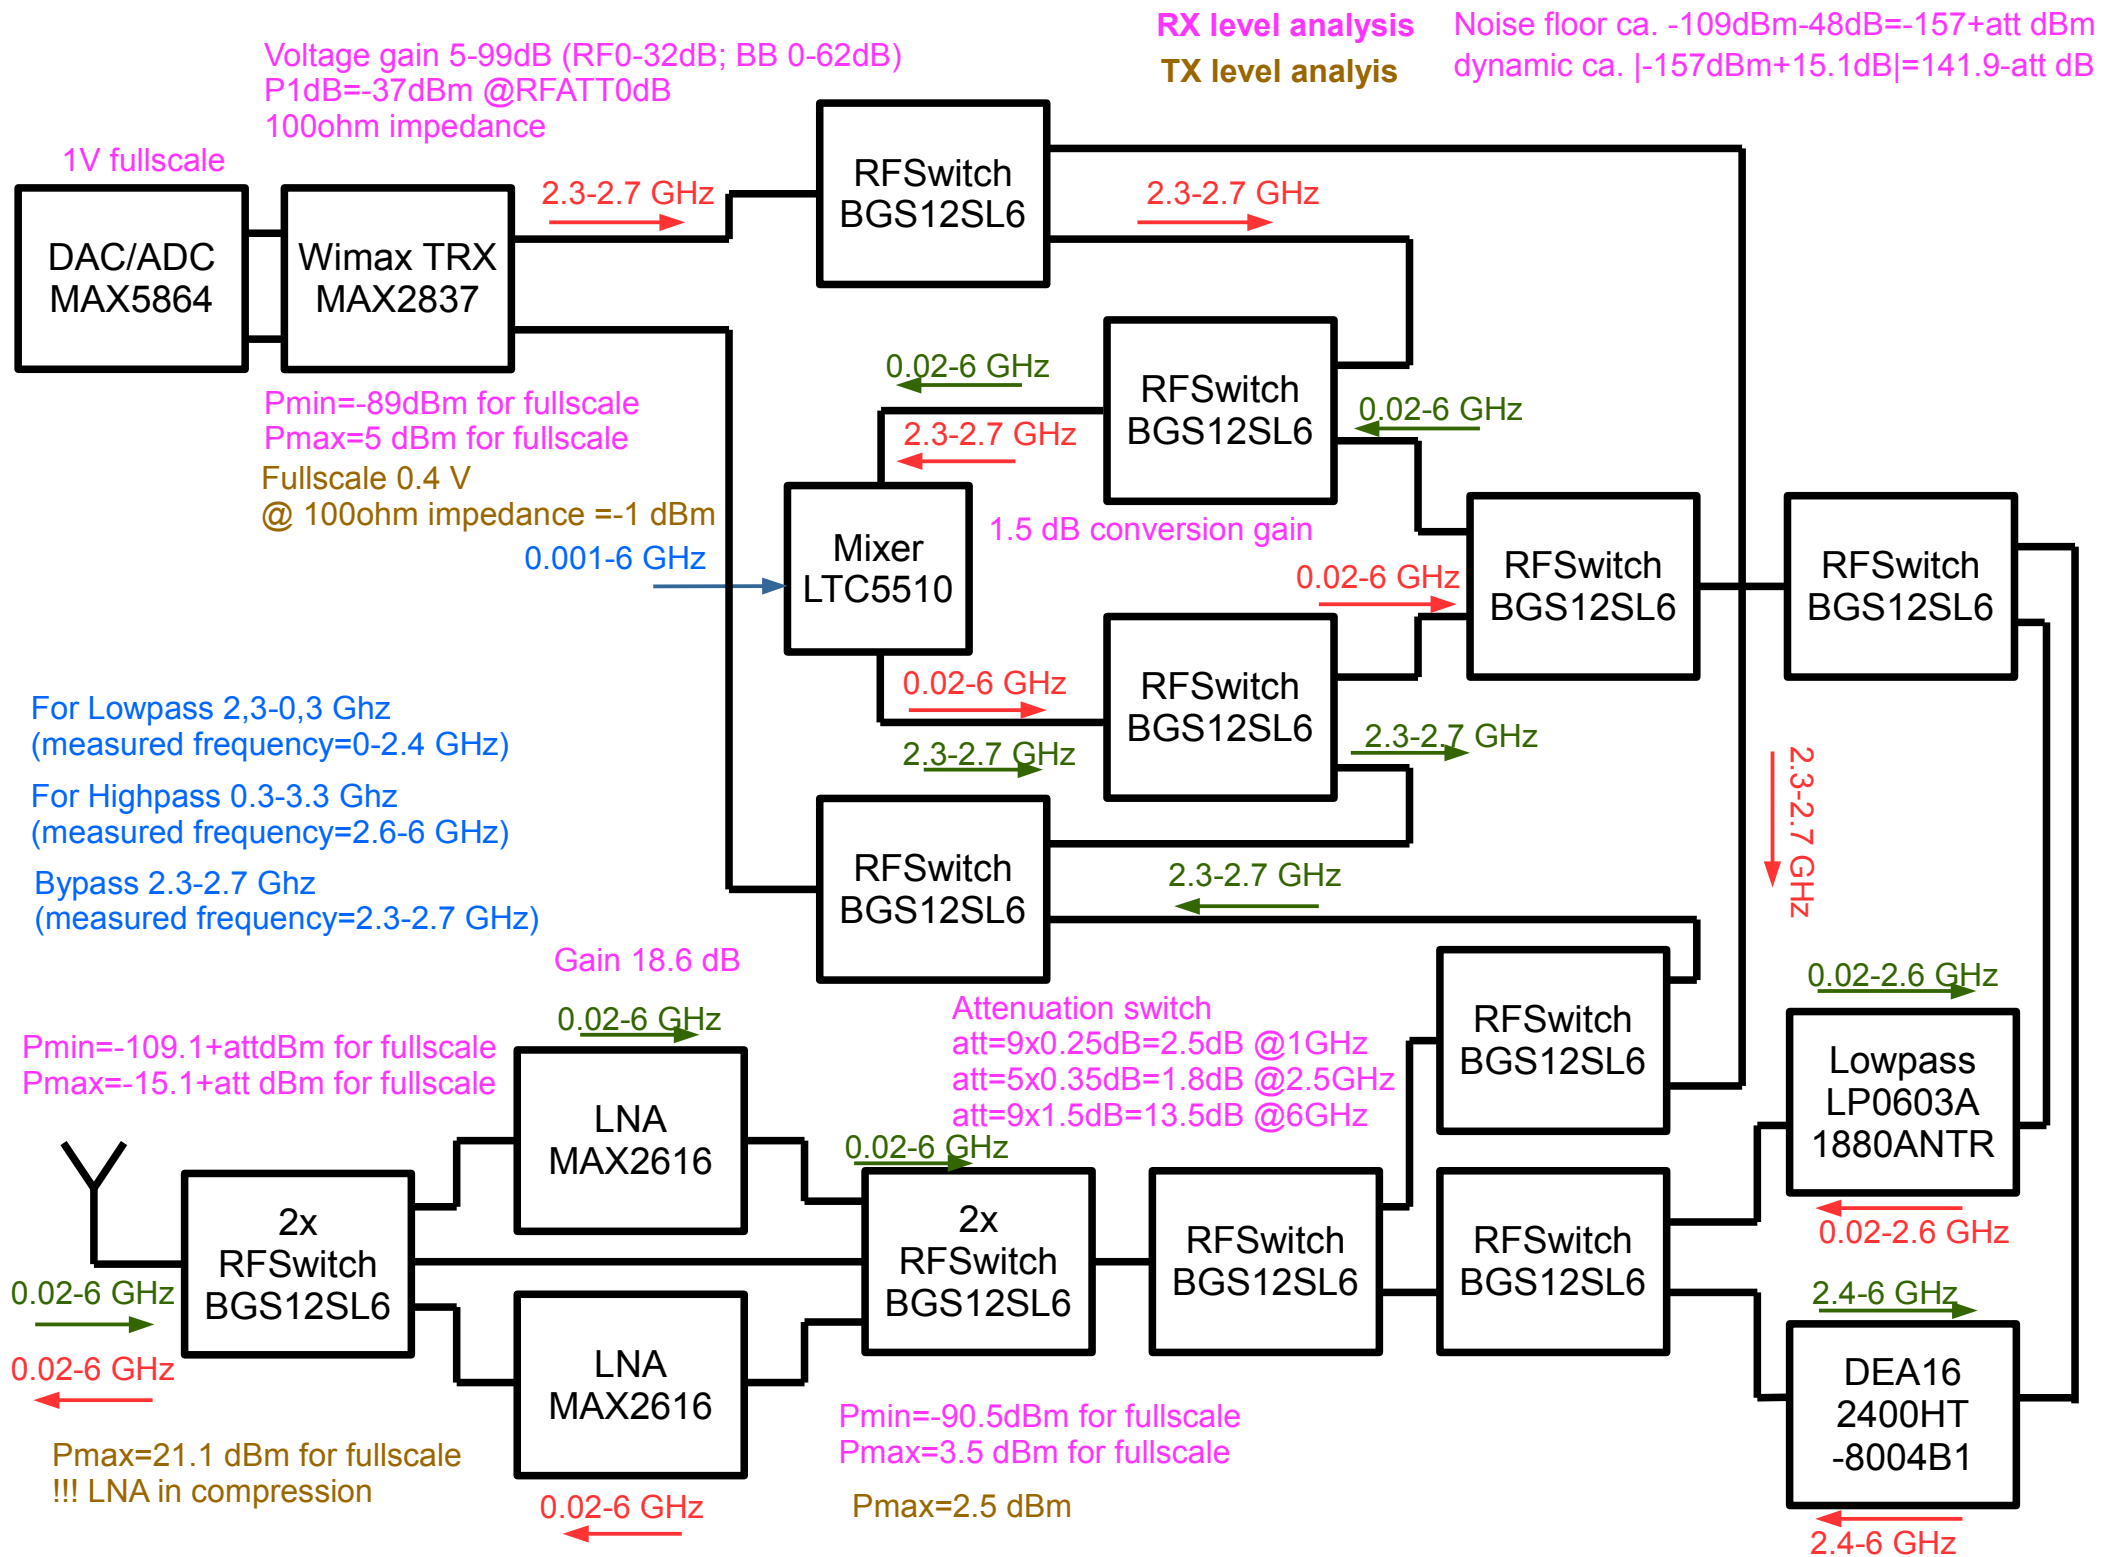 RX level analysis
Noise floor ca. -109dBm-48dB=-157+att dBm
TX level analyis
dynamic ca. |-157dBm+15.1dB|=141.9-att dB
Voltage gain 5-99dB (RF0-32dB; BB 0-62dB)
P1dB=-37dBm @RFATT0dB
100ohm impedance
1V fullscale
DAC/ADC
MAX5864
Wimax TRX
MAX2837
2.3-2.7 GHz
RFSwitch
BGS12SL6
2.3-2.7 GHz
Pmin=-89dBm for fullscale
Pmax=5 dBm for fullscale
Fullscale 0.4 V
@ 100ohm impedance =-1 dBm
0.001-6 GHz
0.02-6 GHz
2.3-2.7 GHz
RFSwitch
BGS12SL6
0.02-6 GHz
Mixer
LTC5510
1.5 dB conversion gain
0.02-6 GHz
RFSwitch
BGS12SL6
RFSwitch
BGS12SL6
0.02-6 GHz
2.3-2.7 GHz
RFSwitch
BGS12SL6
2.3-2.7 GHz
2.3-2.7 GHz
For Lowpass 2,3-0,3 Ghz
(measured frequency=0-2.4 GHz)
For Highpass 0.3-3.3 Ghz
(measured frequency=2.6-6 GHz)
Bypass 2.3-2.7 Ghz
(measured frequency=2.3-2.7 GHz)
RFSwitch
BGS12SL6
2.3-2.7 GHz
Gain 18.6 dB
0.02-6 GHz
Attenuation switch
att=9x0.25dB=2.5dB @1GHz
att=5x0.35dB=1.8dB @2.5GHz
att=9x1.5dB=13.5dB @6GHz
RFSwitch
BGS12SL6
0.02-2.6 GHz
Lowpass
LP0603A
1880ANTR
0.02-2.6 GHz
Pmin=-109.1+attdBm for fullscale
Pmax=-15.1+att dBm for fullscale
LNA
MAX2616
0.02-6 GHz
2x
RFSwitch
BGS12SL6
2x
RFSwitch
BGS12SL6
RFSwitch
BGS12SL6
RFSwitch
BGS12SL6
0.02-6 GHz
0.02-6 GHz
LNA
MAX2616
2.4-6 GHz
DEA16
2400HT
-8004B1
2.4-6 GHz
Pmin=-90.5dBm for fullscale
Pmax=3.5 dBm for fullscale
Pmax=21.1 dBm for fullscale
!!! LNA in compression
0.02-6 GHz
Pmax=2.5 dBm